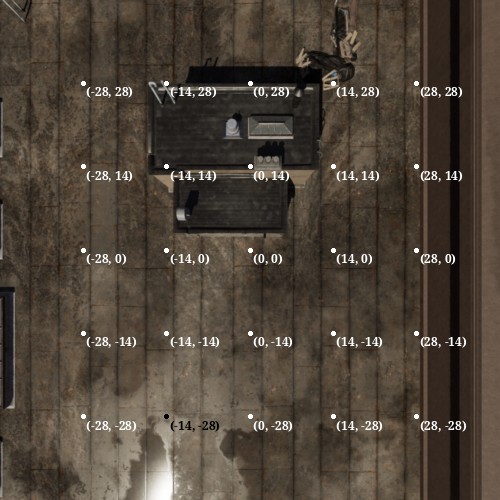 (-28, 28) (-14, 28) (0, 28) (14, 28) (28, 28)
(-28, 14) (-14, 14) (0, 14) (14, 14) (28, 14)
(-28, 0) (-14, 0) (0, 0) (14, 0) (28, 0)
(-28, -14) (-14, -14) (0, -14) (14, -14) (28, -14)
(-28, -28) (-14, -28) (0, -28) (14, -28) (28, -28)